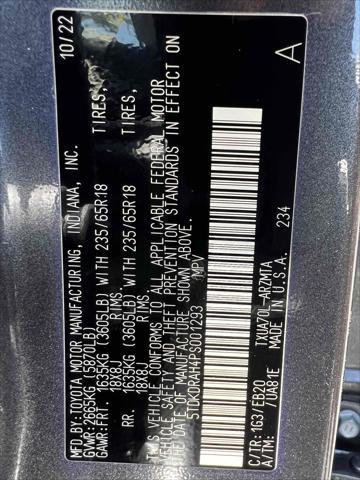 10/22
MFD.BY:TOYOTA MOTOR MANUFACTURING, INDIANA, INC.
GVWR:2665KG (5870LB)
GAWR:FRT. 1635KG (3605LB) WITH 235/65R18 TIRES,
18X8J RIMS,
RR. 1635KG (3605LB) WITH 235/65R18 TIRES,
18X8J RIMS,
THIS VEHICLE CONFORMS TO ALL APPLICABLE FEDERAL MOTOR
VEHICLE SAFETY AND THEFT PREVENTION STANDARDS IN EFFECT
ON THE DATE OF MANUFACTURE SHOWN ABOVE.
5TDKDRAH4PS001293 MPV
A
234
C/TR:1G3/EB20 TXUA70L-ARZMTA
A/TM: /UA81E MADE IN U.S.A.